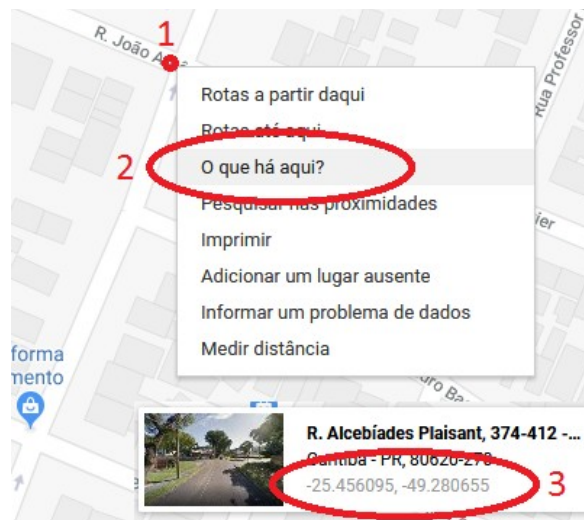 1
R. João
Rua Professor
Rotas a partir daqui
Rotas até aqui
2
O que há aqui?
Pesquisar nas proximidades
Imprimir
Adicionar um lugar ausente
Informar um problema de dados
Medir distância
R. Alcebíades Plaisant, 374-412 -...
Curitiba - PR, 80620-270
-25.456095, -49.280655
3